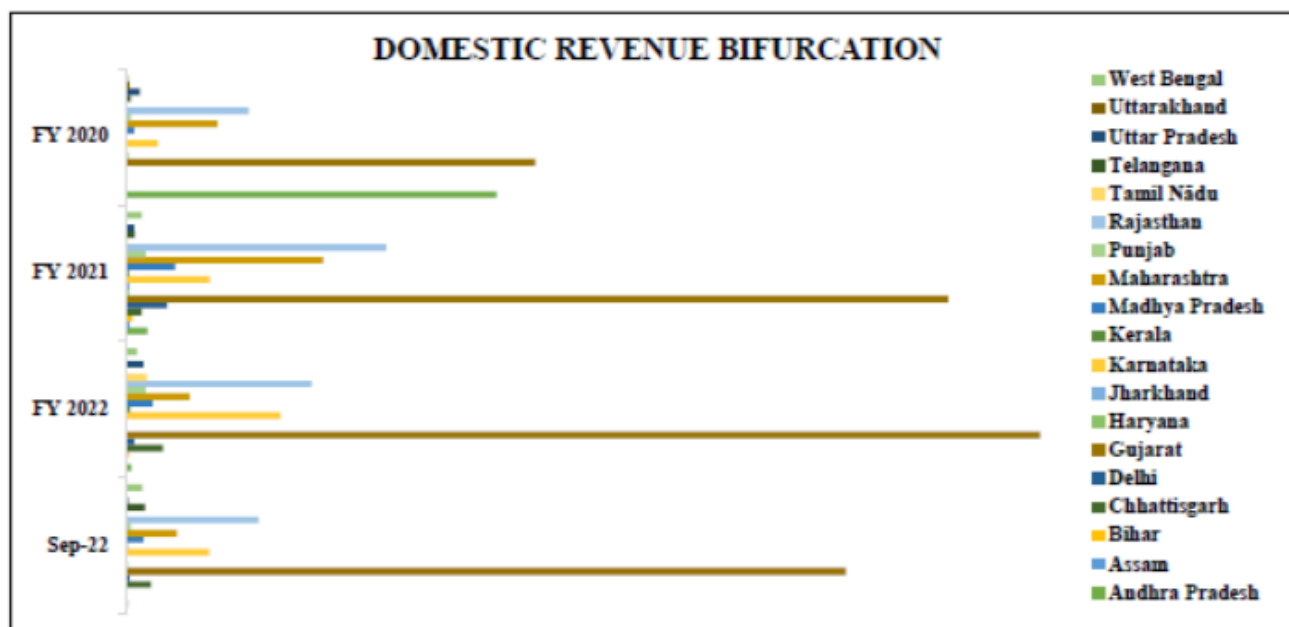 DOMESTIC REVENUE BIFURCATION
FY 2020
FY 2021
FY 2022
Sep-22
West Bengal
Uttarakhand
Uttar Pradesh
Telangana
Tamil Nādu
Rajasthan
Punjab
Maharashtra
Madhya Pradesh
Kerala
Karnataka
Jharkhand
Haryana
Gujarat
Delhi
Chhattisgarh
Bihar
Assam
Andhra Pradesh